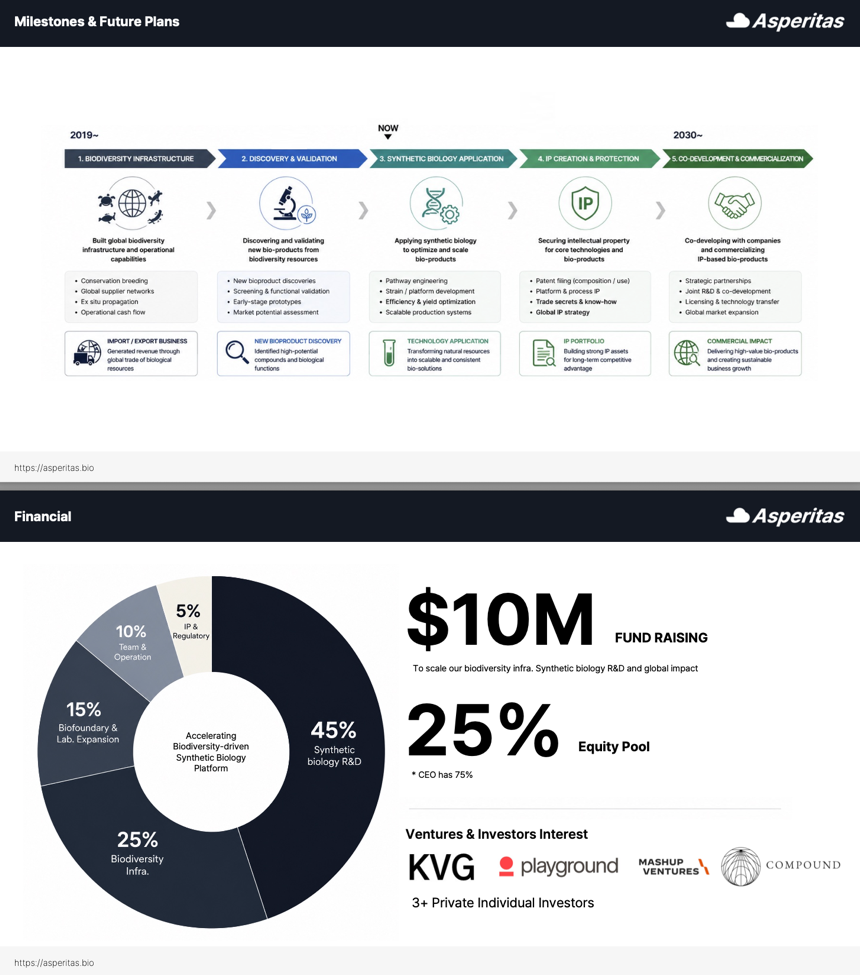 Milestones & Future Plans
Asperitas
2019~
NOW
2030~
1. BIODIVERSITY INFRASTRUCTURE
2. DISCOVERY & VALIDATION
3. SYNTHETIC BIOLOGY APPLICATION
4. IP CREATION & PROTECTION
5. CO-DEVELOPMENT & COMMERCIALIZATION
IP
Built global biodiversity
infrastructure and operational
capabilities
Discovering and validating
new bio-products from
biodiversity resources
Applying synthetic biology
to optimize and scale
bio-products
Securing intellectual property
for core technologies and
bio-products
Co-developing with companies
and commercializing
IP-based bio-products
• Conservation breeding
• Global supplier networks
• Ex situ propagation
• Operational cash flow
• New bioproduct discoveries
• Screening & functional validation
• Early-stage prototypes
• Market potential assessment
• Pathway engineering
• Strain / platform development
• Efficiency & yield optimization
• Scalable production systems
• Patent filing (composition / use)
• Platform & process IP
• Trade secrets & know-how
• Global IP strategy
• Strategic partnerships
• Joint R&D & co-development
• Licensing & technology transfer
• Global market expansion
IMPORT / EXPORT BUSINESS
Generated revenue through
global trade of biological
resources
NEW BIOPRODUCT DISCOVERY
Identified high-potential
compounds and biological
functions
TECHNOLOGY APPLICATION
Transforming natural resources
into scalable and consistent
bio-solutions
IP PORTFOLIO
Building strong IP assets
for long-term competitive
advantage
COMMERCIAL IMPACT
Delivering high-value bio-products
and creating sustainable
business growth
https://asperitas.bio
Financial
Asperitas
5%
IP &
Regulatory
10%
Team &
Operation
15%
Biofoundary &
Lab. Expansion
25%
Biodiversity
Infra.
45%
Synthetic
biology R&D
Accelerating
Biodiversity-driven
Synthetic Biology
Platform
$10M FUND RAISING
To scale our biodiversity infra. Synthetic biology R&D and global impact
25% Equity Pool
* CEO has 75%
Ventures & Investors Interest
KVG
playground
MASHUP
VENTURES
COMPOUND
3+ Private Individual Investors
https://asperitas.bio